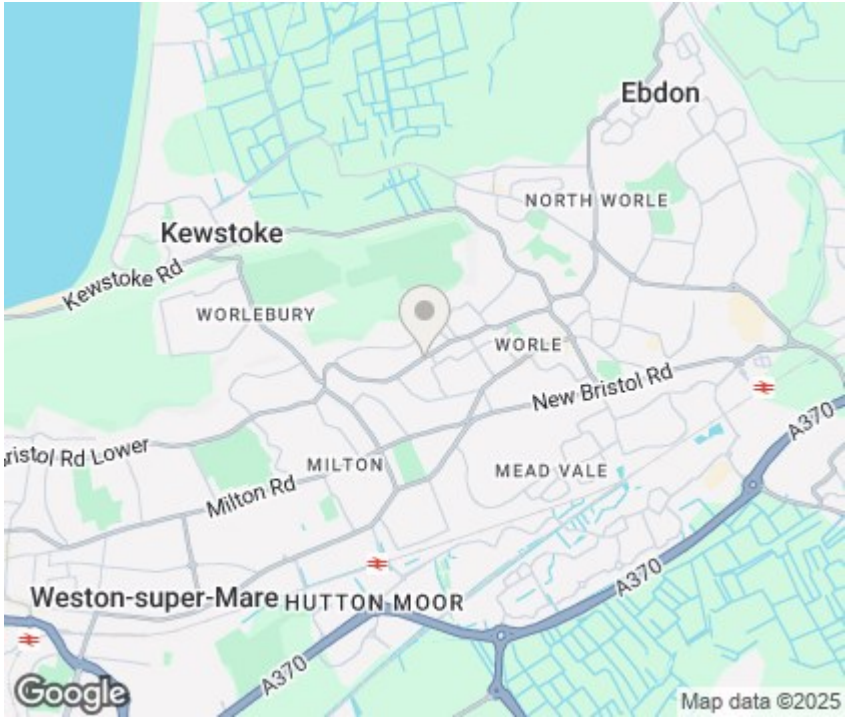 Ebdon
NORTH WORLE
Kewstoke
Kewstoke Rd
WORLEBURY
WORLE
New Bristol Rd
A370
ristol Rd Lower
MILTON
MEAD VALE
Milton Rd
A370
Weston-super-Mare
HUTTON MOOR
A370
Google
Map data ©2025